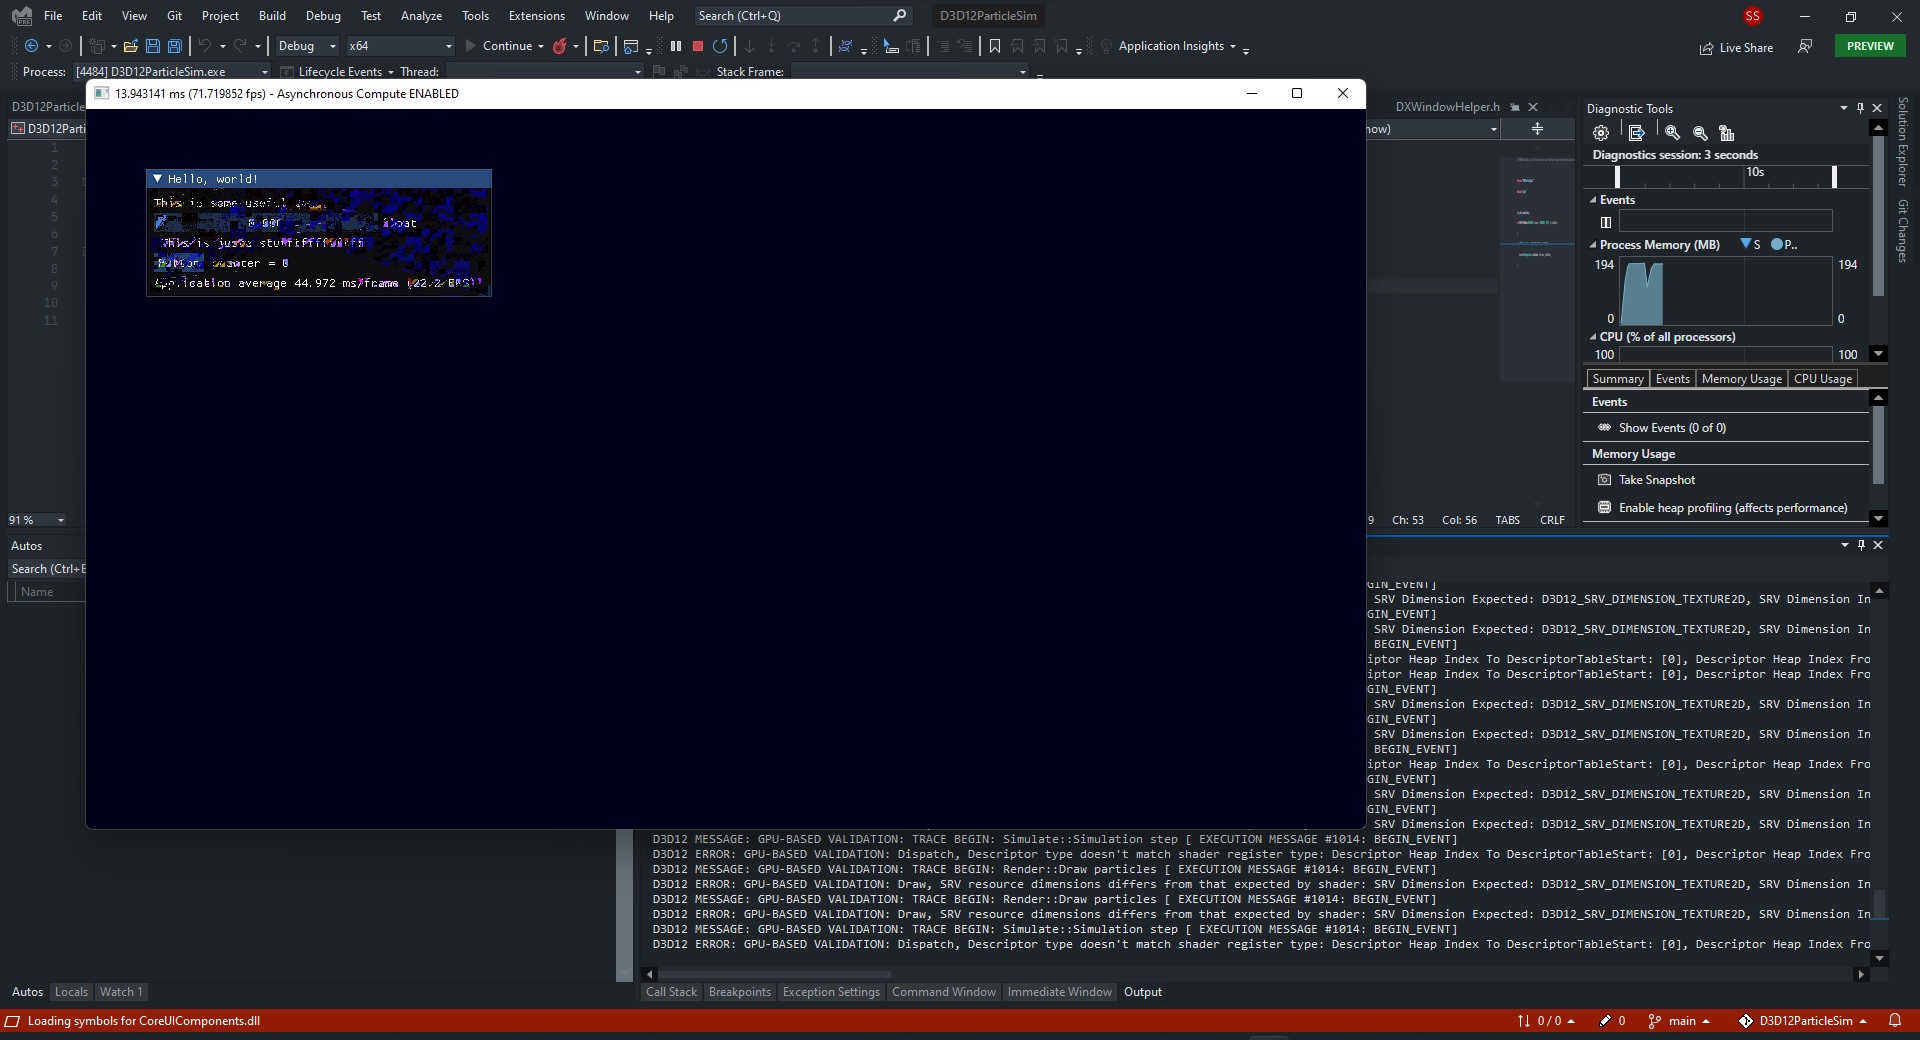 File Edit View Git Project Build Debug Test Analyze Tools Extensions Window Help Search (Ctrl+Q) D3D12ParticleSim SS
Debug x64 Continue Application Insights Live Share PREVIEW
Process: [4484] D3D12ParticleSim.exe Lifecycle Events Thread: Stack Frame:
13.943141 ms (71.719852 fps) - Asynchronous Compute ENABLED
D3D12Particle
D3D12Parti
DXWindowHelper.h
1
2
3
4
5
6
7
8
9
10
11
Hello, world!
This is some useful
float
This is
counter = 0
Application average 44.972 ms/frame (22.2 FPS)
Diagnostic Tools
Diagnostics session: 3 seconds
10s
Events
Process Memory (MB) S P..
194 194
0 0
CPU (% of all processors)
100 100
Summary Events Memory Usage CPU Usage
Events
Show Events (0 of 0)
Memory Usage
Take Snapshot
Enable heap profiling (affects performance)
Solution Explorer
Git Changes
91 %
9 Ch: 53 Col: 56 TABS CRLF
Autos
Search (Ctrl+E
Name
GIN_EVENT]
SRV Dimension Expected: D3D12_SRV_DIMENSION_TEXTURE2D, SRV Dimension In
GIN_EVENT]
SRV Dimension Expected: D3D12_SRV_DIMENSION_TEXTURE2D, SRV Dimension In
BEGIN_EVENT]
iptor Heap Index To DescriptorTableStart: [0], Descriptor Heap Index Fro
iptor Heap Index To DescriptorTableStart: [0], Descriptor Heap Index Fro
GIN_EVENT]
SRV Dimension Expected: D3D12_SRV_DIMENSION_TEXTURE2D, SRV Dimension In
GIN_EVENT]
SRV Dimension Expected: D3D12_SRV_DIMENSION_TEXTURE2D, SRV Dimension In
BEGIN_EVENT]
iptor Heap Index To DescriptorTableStart: [0], Descriptor Heap Index Fro
GIN_EVENT]
SRV Dimension Expected: D3D12_SRV_DIMENSION_TEXTURE2D, SRV Dimension In
GIN_EVENT]
SRV Dimension Expected: D3D12_SRV_DIMENSION_TEXTURE2D, SRV Dimension In
D3D12 MESSAGE: GPU-BASED VALIDATION: TRACE BEGIN: Simulate::Simulation step [ EXECUTION MESSAGE #1014: BEGIN_EVENT]
D3D12 ERROR: GPU-BASED VALIDATION: Dispatch, Descriptor type doesn't match shader register type: Descriptor Heap Index To DescriptorTableStart: [0], Descriptor Heap Index Fro
D3D12 MESSAGE: GPU-BASED VALIDATION: TRACE BEGIN: Render::Draw particles [ EXECUTION MESSAGE #1014: BEGIN_EVENT]
D3D12 ERROR: GPU-BASED VALIDATION: Draw, SRV resource dimensions differs from that expected by shader: SRV Dimension Expected: D3D12_SRV_DIMENSION_TEXTURE2D, SRV Dimension In
D3D12 MESSAGE: GPU-BASED VALIDATION: TRACE BEGIN: Render::Draw particles [ EXECUTION MESSAGE #1014: BEGIN_EVENT]
D3D12 ERROR: GPU-BASED VALIDATION: Draw, SRV resource dimensions differs from that expected by shader: SRV Dimension Expected: D3D12_SRV_DIMENSION_TEXTURE2D, SRV Dimension In
D3D12 MESSAGE: GPU-BASED VALIDATION: TRACE BEGIN: Simulate::Simulation step [ EXECUTION MESSAGE #1014: BEGIN_EVENT]
D3D12 ERROR: GPU-BASED VALIDATION: Dispatch, Descriptor type doesn't match shader register type: Descriptor Heap Index To DescriptorTableStart: [0], Descriptor Heap Index Fro
Autos Locals Watch 1
Call Stack Breakpoints Exception Settings Command Window Immediate Window Output
Loading symbols for CoreUIComponents.dll 0 / 0 0 main D3D12ParticleSim